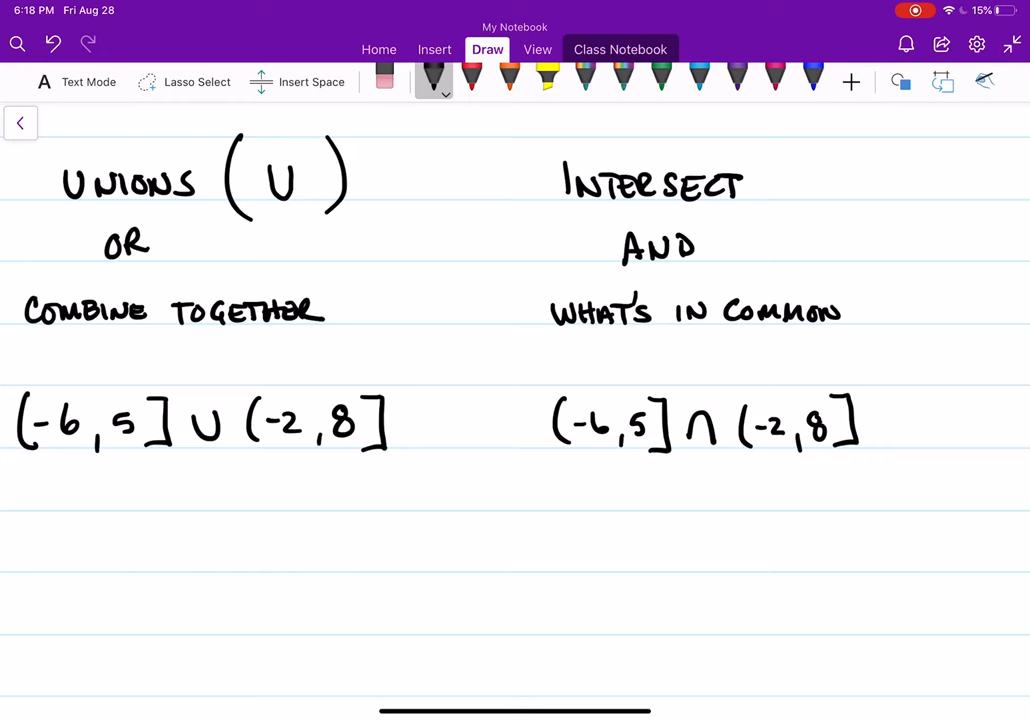 6:18 PM Fri Aug 28
15%
My Notebook
Home Insert Draw View Class Notebook
A Text Mode Lasso Select Insert Space
UNIONS (U)
OR
COMBINE TOGETHER
(-6, 5] ∪ (-2, 8]
INTERSECT
AND
WHAT'S IN COMMON
(-6, 5] ∩ (-2, 8]